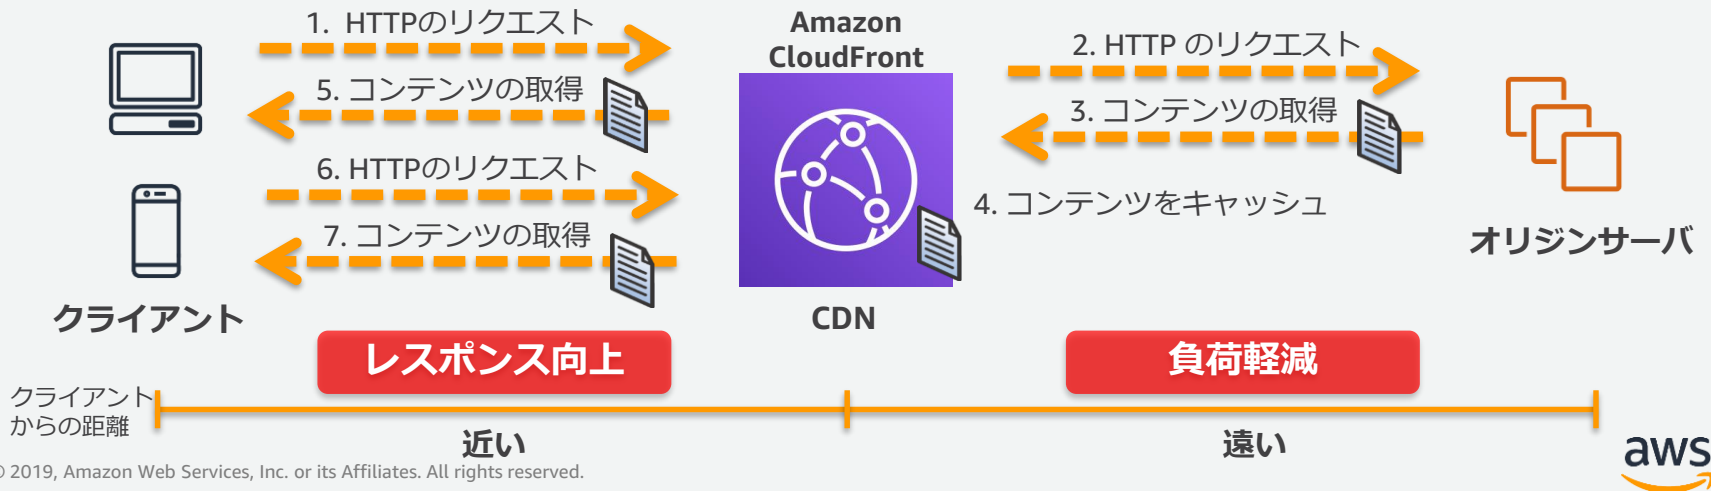 1. HTTPのリクエスト
Amazon
CloudFront
2. HTTP のリクエスト
5. コンテンツの取得
3. コンテンツの取得
6. HTTPのリクエスト
4. コンテンツをキャッシュ
7. コンテンツの取得
オリジンサーバ
クライアント
CDN
レスポンス向上
負荷軽減
クライアント
からの距離
近い
遠い
© 2019, Amazon Web Services, Inc. or its Affiliates. All rights reserved.
aws